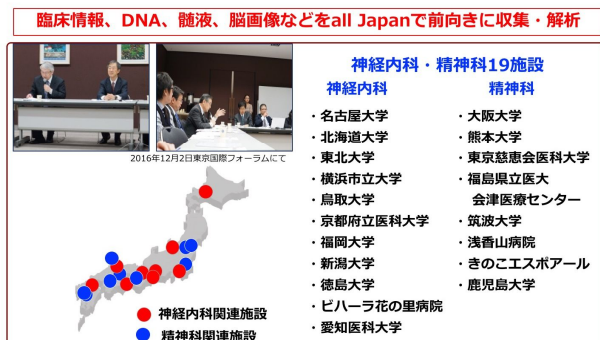 臨床情報、DNA、髄液、脳画像などをall Japanで前向きに収集・解析
2016年12月2日東京国際フォーラムにて
神経内科・精神科19施設
神経内科
・名古屋大学
・北海道大学
・東北大学
・横浜市立大学
・鳥取大学
・京都府立医科大学
・福岡大学
・新潟大学
・徳島大学
・ビハーラ花の里病院
・愛知医科大学
精神科
・大阪大学
・熊本大学
・東京慈恵会医科大学
・福島県立医大
会津医療センター
・筑波大学
・浅香山病院
・きのこエスポアール
・鹿児島大学
神経内科関連施設
精神科関連施設